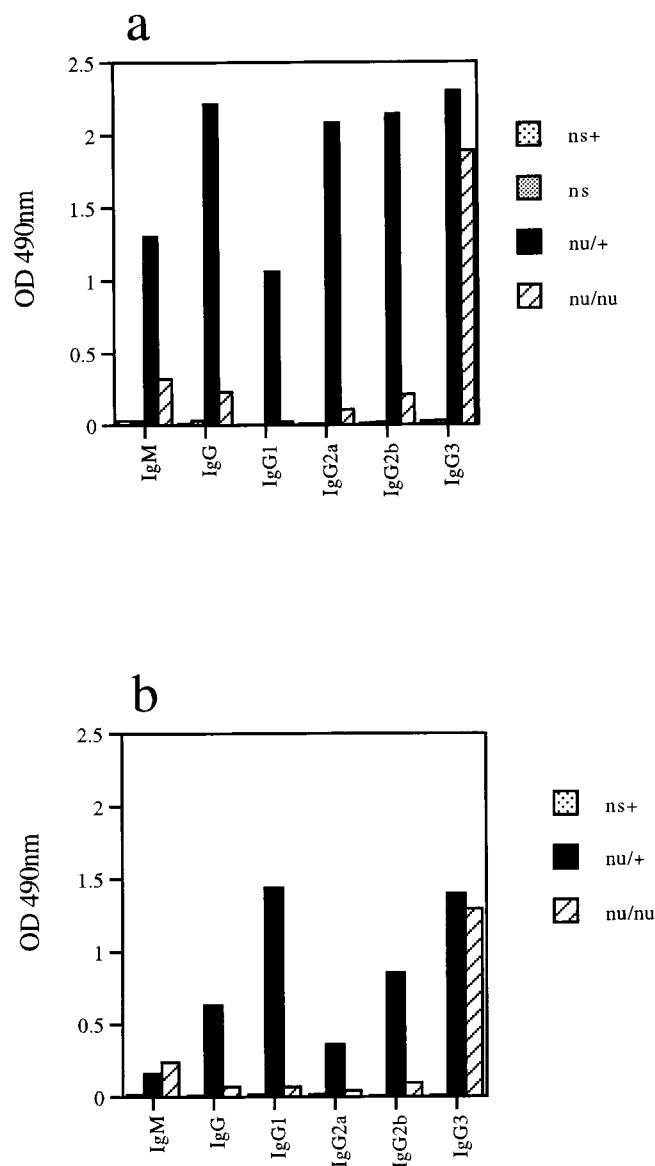 a
OD 490nm
2.5
2
1.5
1
0.5
0
IgM
IgG
IgG1
IgG2a
IgG2b
IgG3
ns+
ns
nu/+
nu/nu
b
OD 490nm
2.5
2
1.5
1
0.5
0
IgM
IgG
IgG1
IgG2a
IgG2b
IgG3
ns+
nu/+
nu/nu